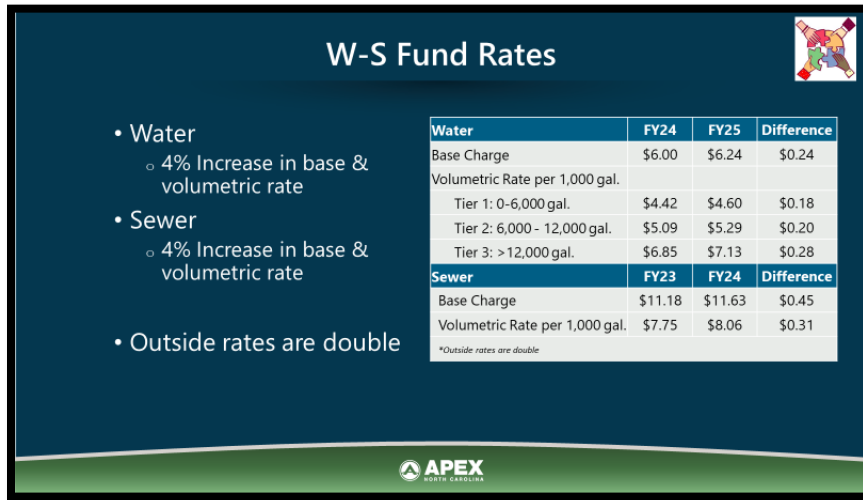 W-S Fund Rates
• Water
o 4% Increase in base &
volumetric rate
• Sewer
o 4% Increase in base &
volumetric rate
• Outside rates are double
Water FY24 FY25 Difference
Base Charge $6.00 $6.24 $0.24
Volumetric Rate per 1,000 gal.
Tier 1: 0-6,000 gal. $4.42 $4.60 $0.18
Tier 2: 6,000 - 12,000 gal. $5.09 $5.29 $0.20
Tier 3: >12,000 gal. $6.85 $7.13 $0.28
Sewer FY23 FY24 Difference
Base Charge $11.18 $11.63 $0.45
Volumetric Rate per 1,000 gal. $7.75 $8.06 $0.31
*Outside rates are double
APEX
NORTH CAROLINA